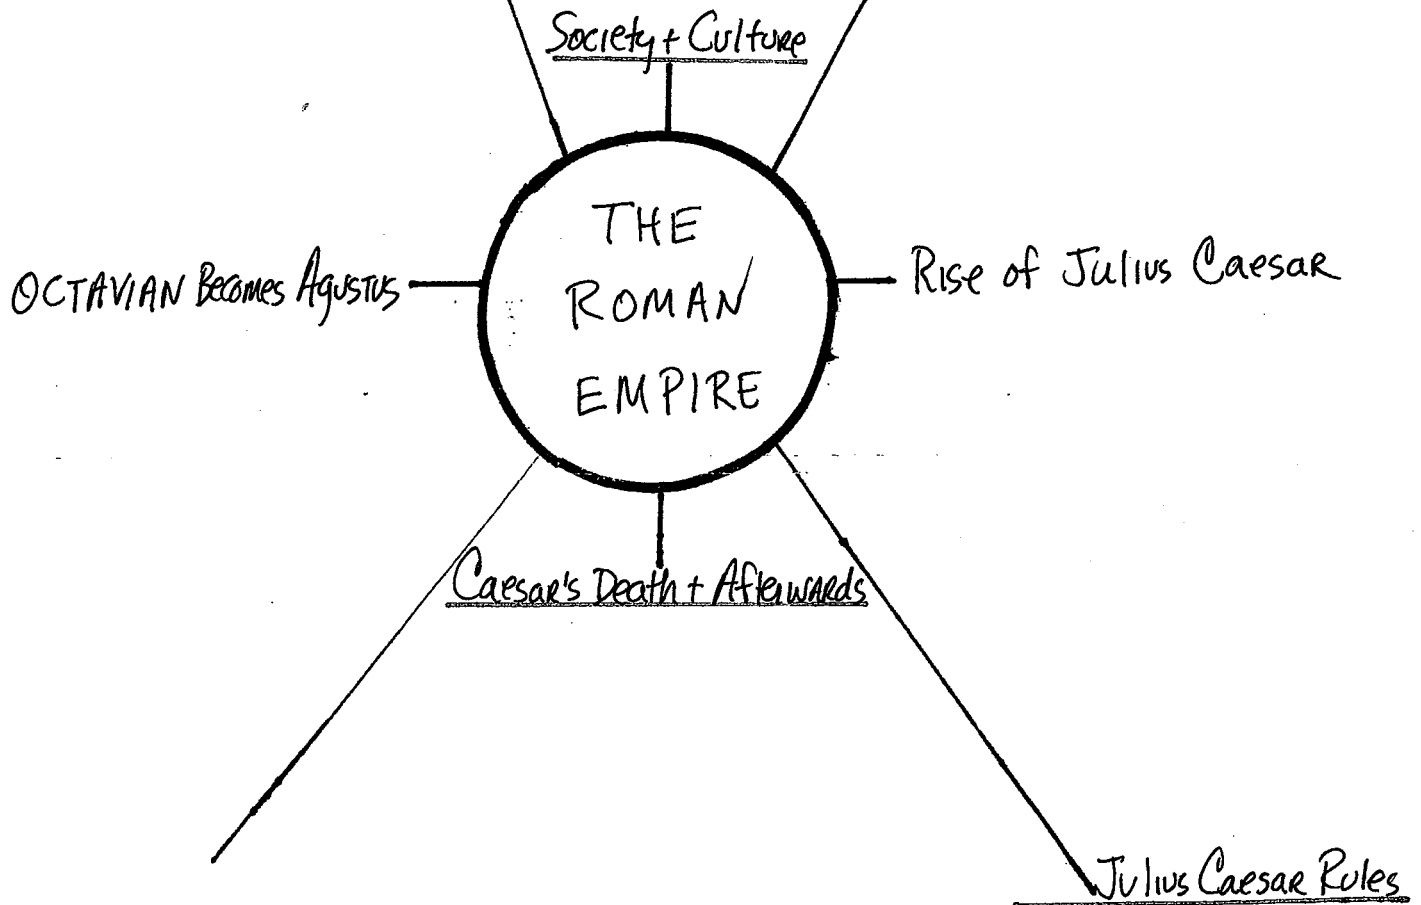 Society + Culture
THE
ROMAN
EMPIRE
OCTAVIAN Becomes Agustus
Rise of Julius Caesar
Caesar's Death + Afterwards
Julius Caesar Rules